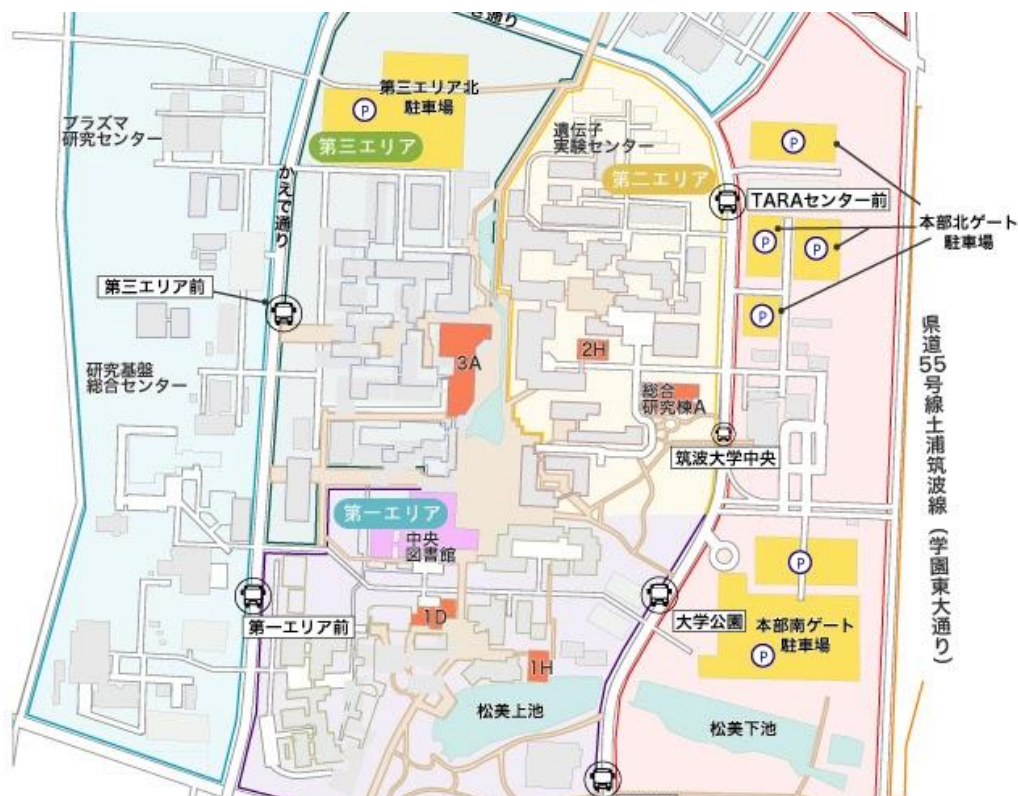 き通り
第三エリア北
駐車場
P
第三エリア
プラズマ
研究センター
遺伝子
実験センター
第二エリア
P
かえで通り
TARAセンター前
本部北ゲート
駐車場
P
P
第三エリア前
P
3A
2H
研究基盤
総合センター
総合
研究棟A
筑波大学中央
県道55号線土浦筑波線(学園東大通り)
第一エリア
中央
図書館
P
第一エリア前
1D
大学公園
本部南ゲート
駐車場
P
1H
松美上池
松美下池